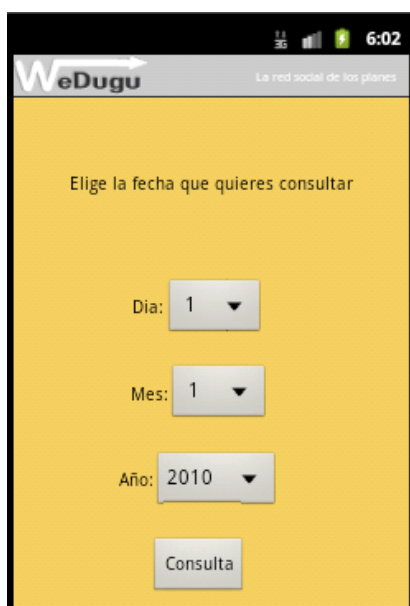 3G 6:02
WeDugu La red social de los planes
Elige la fecha que quieres consultar
Dia: 1
Mes: 1
Año: 2010
Consulta